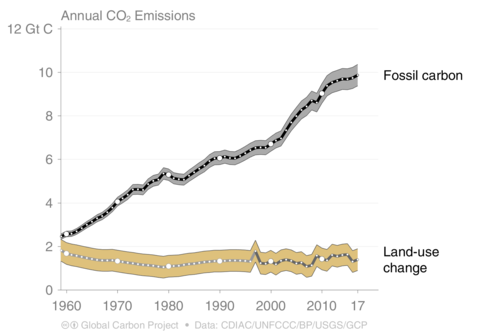 Annual CO₂ Emissions
12 Gt C
10
8
6
4
2
0
1960 1970 1980 1990 2000 2010 17
Fossil carbon
Land-use
change
Global Carbon Project • Data: CDIAC/UNFCCC/BP/USGS/GCP